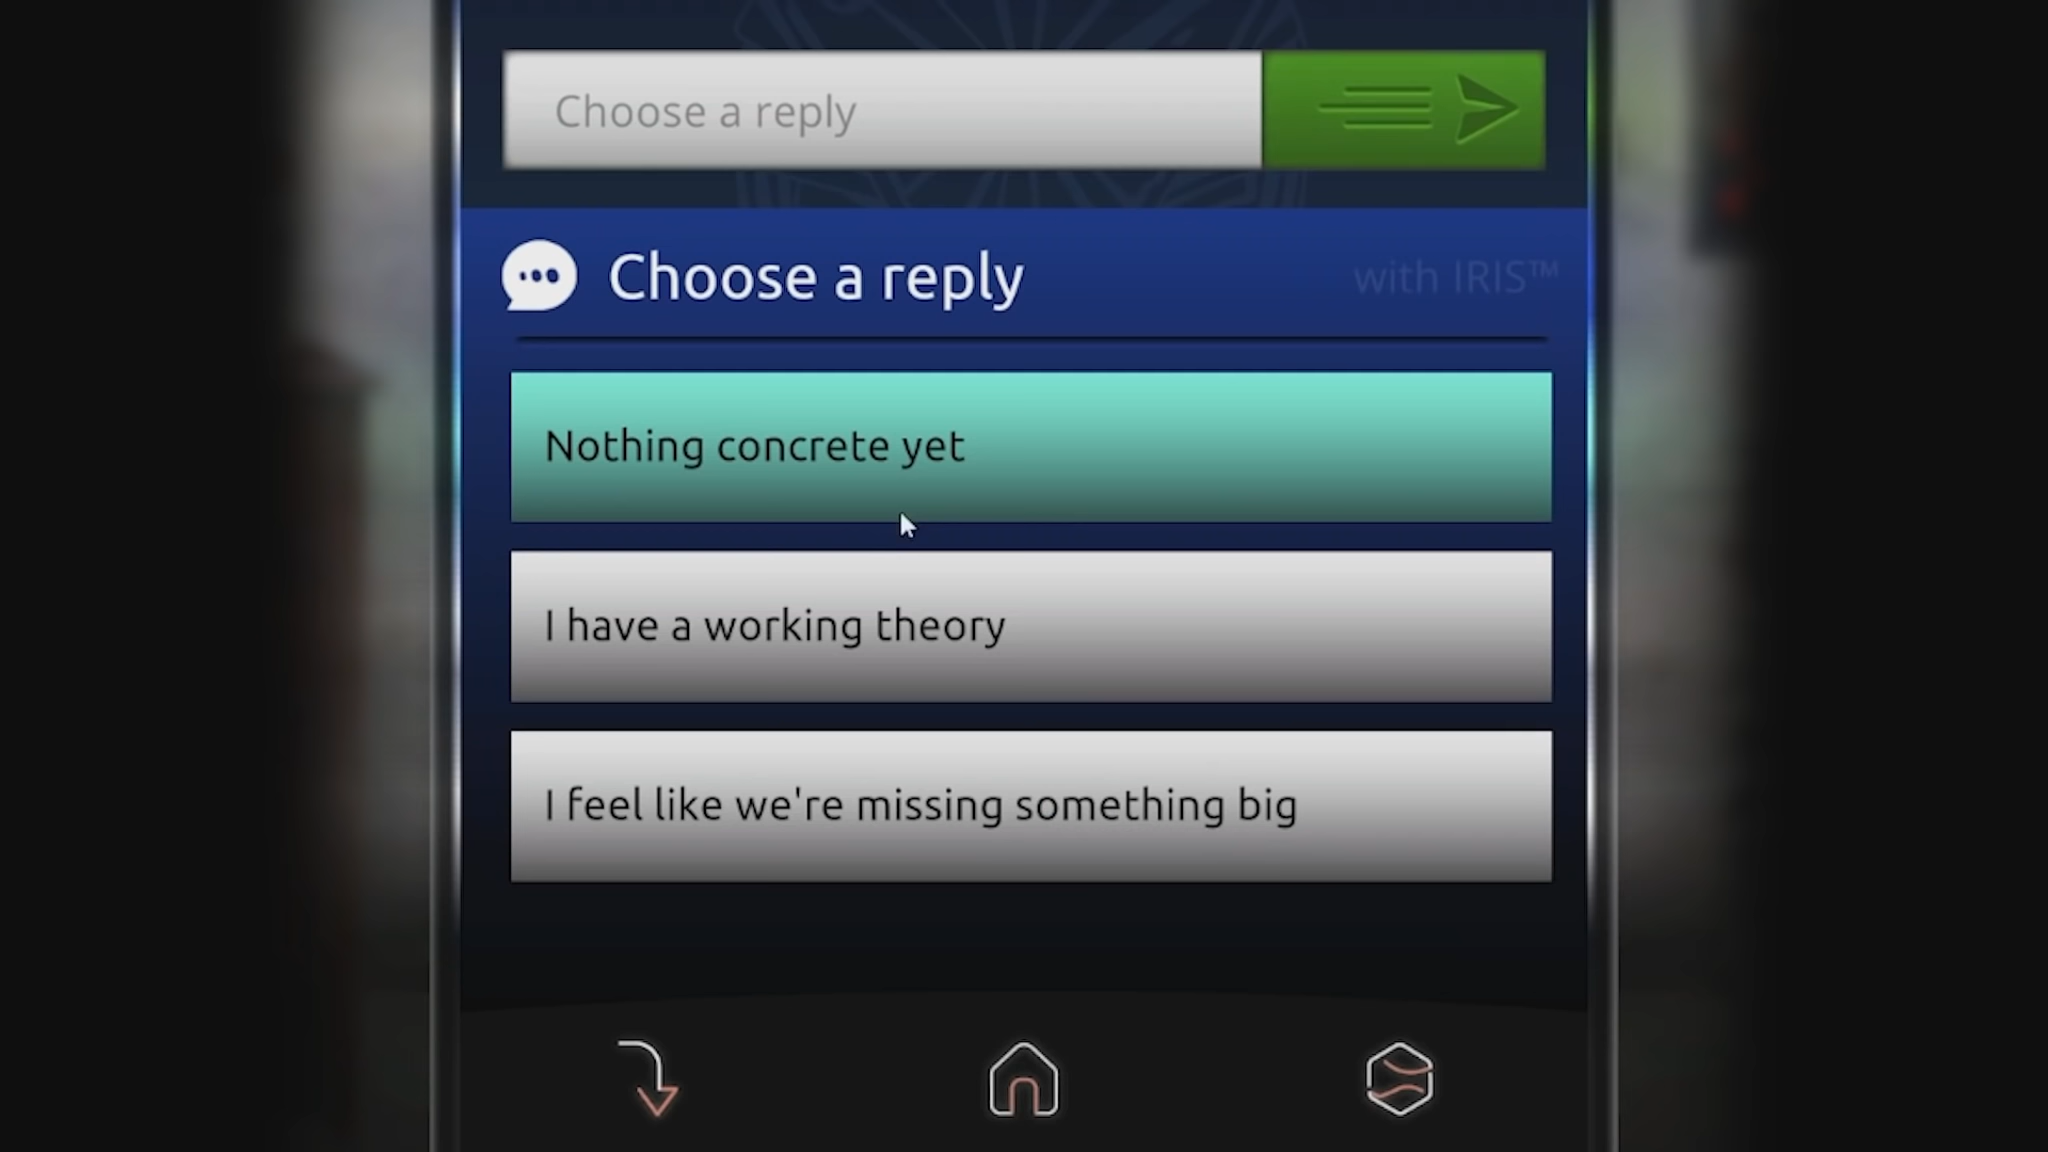 Choose a reply
Choose a reply
with IRIS™
Nothing concrete yet
I have a working theory
I feel like we're missing something big